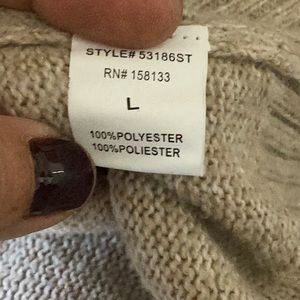 STYLE# 53186ST
RN# 158133
L
100%POLYESTER
100%POLIESTER